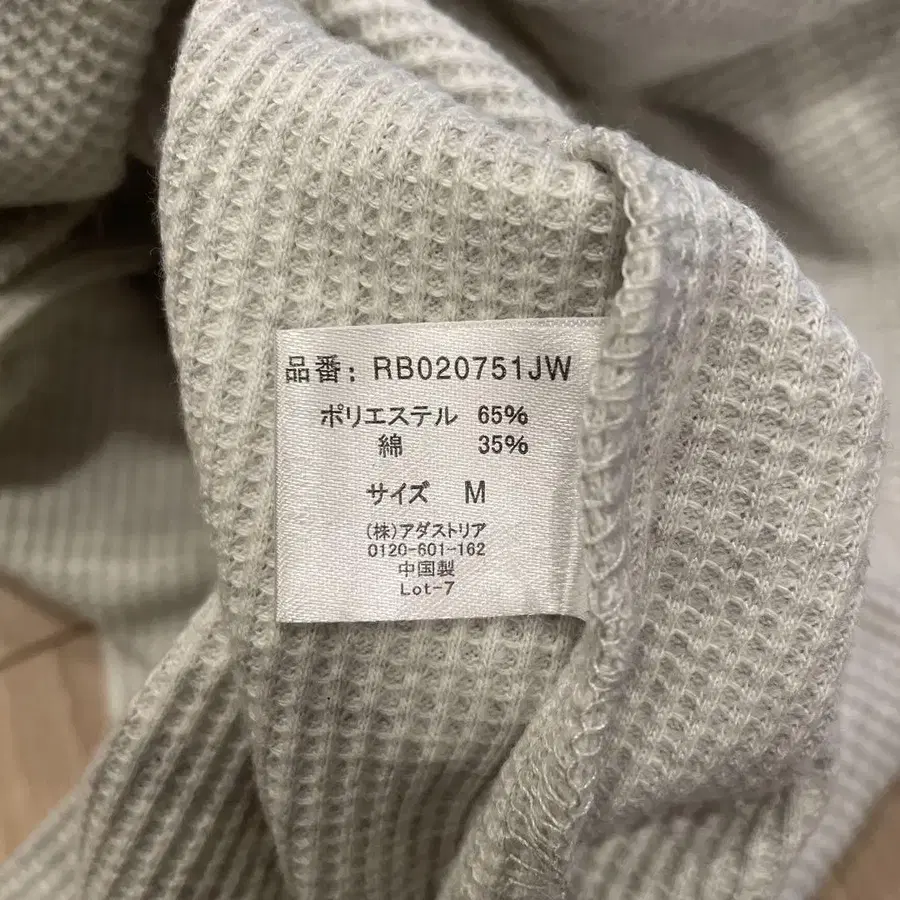 品番: RB020751JW
ポリエステル 65%
綿 35%
サイズ M
(株)アダストリア
0120-601-162
中国製
Lot-7